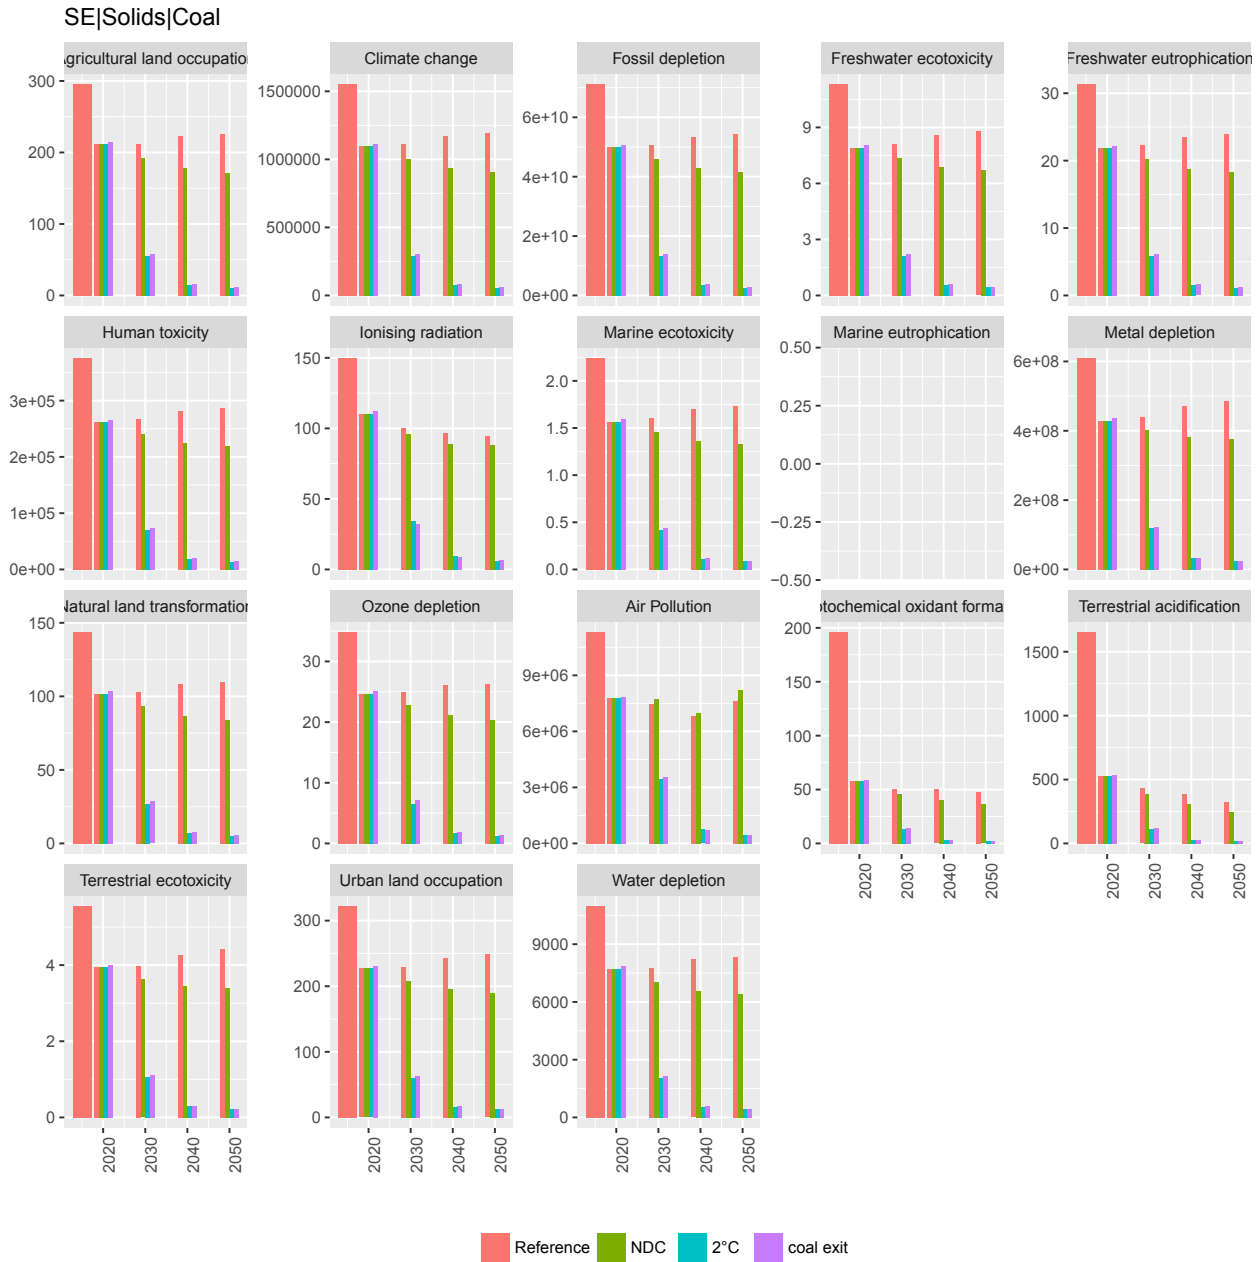 SE|Solids|Coal
Agricultural land occupation Climate change Fossil depletion Freshwater ecotoxicity Freshwater eutrophication
300
200
100
0
1500000
1000000
500000
0
6e+10
4e+10
2e+10
0e+00
9
6
3
0
30
20
10
0
Human toxicity Ionising radiation Marine ecotoxicity Marine eutrophication Metal depletion
3e+05
2e+05
1e+05
0e+00
150
100
50
0
2.0
1.5
1.0
0.5
0.0
0.50
0.25
0.00
−0.25
−0.50
6e+08
4e+08
2e+08
0e+00
Natural land transformation Ozone depletion Air Pollution otochemical oxidant forma Terrestrial acidification
150
100
50
0
30
20
10
0
9e+06
6e+06
3e+06
0e+00
200
150
100
50
0
1500
1000
500
0
2020 2030 2040 2050
2020 2030 2040 2050
Terrestrial ecotoxicity Urban land occupation Water depletion
4
2
0
300
200
100
0
9000
6000
3000
0
2020 2030 2040 2050
2020 2030 2040 2050
2020 2030 2040 2050
Reference NDC 2°C coal exit